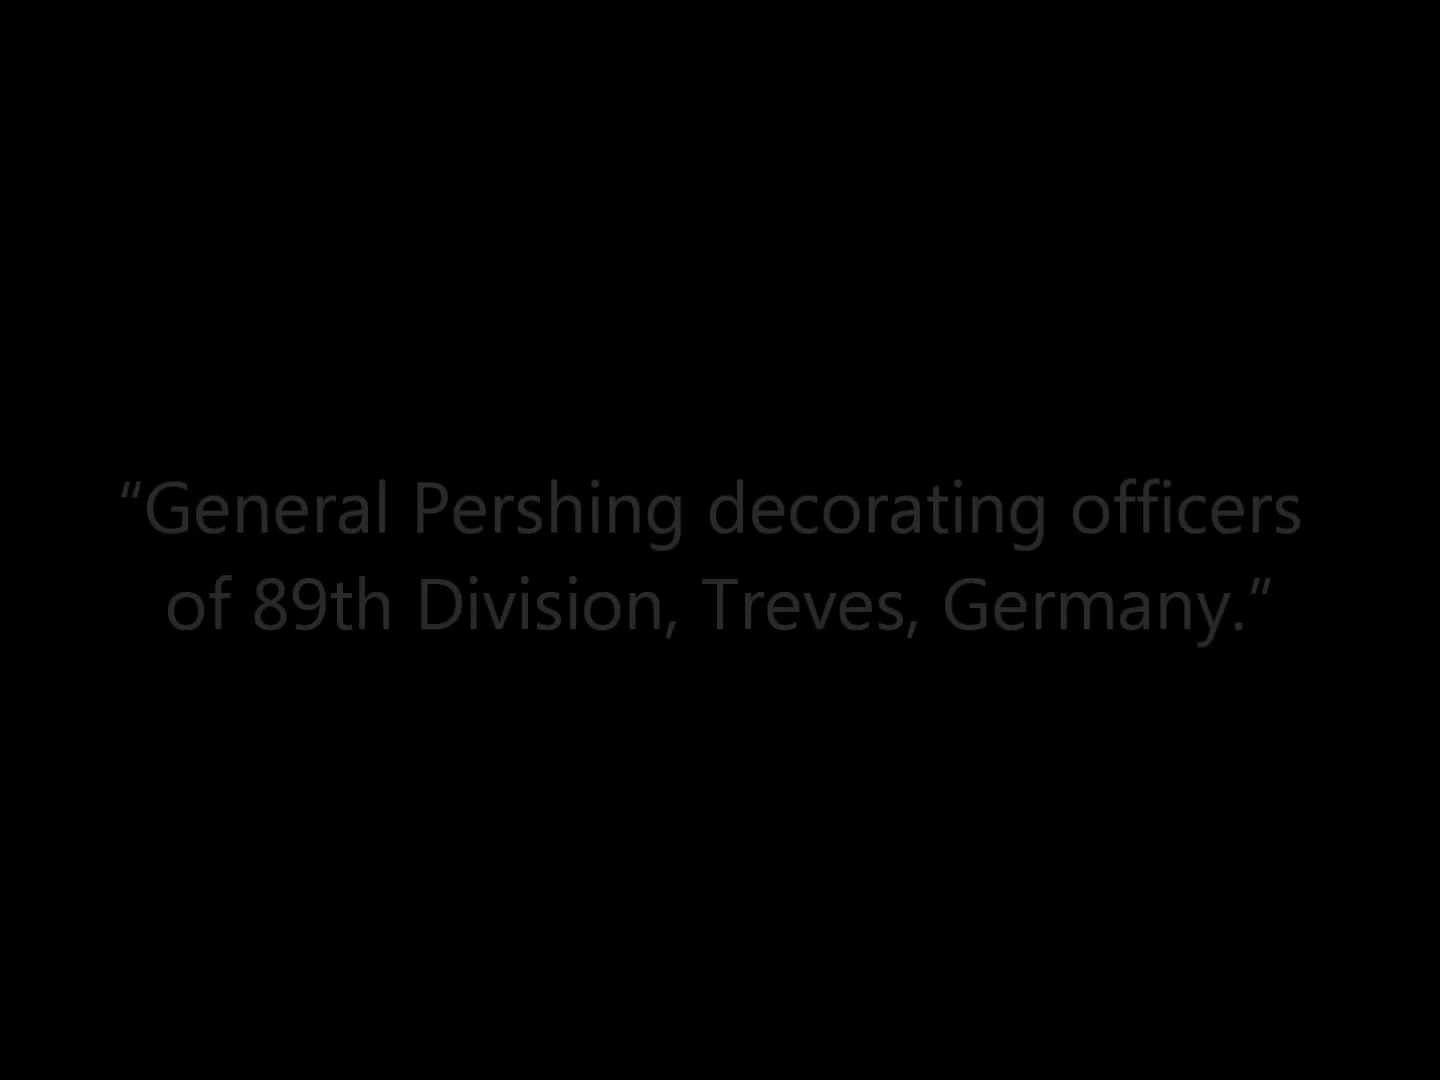 “General Pershing decorating officers
of 89th Division, Treves, Germany.”